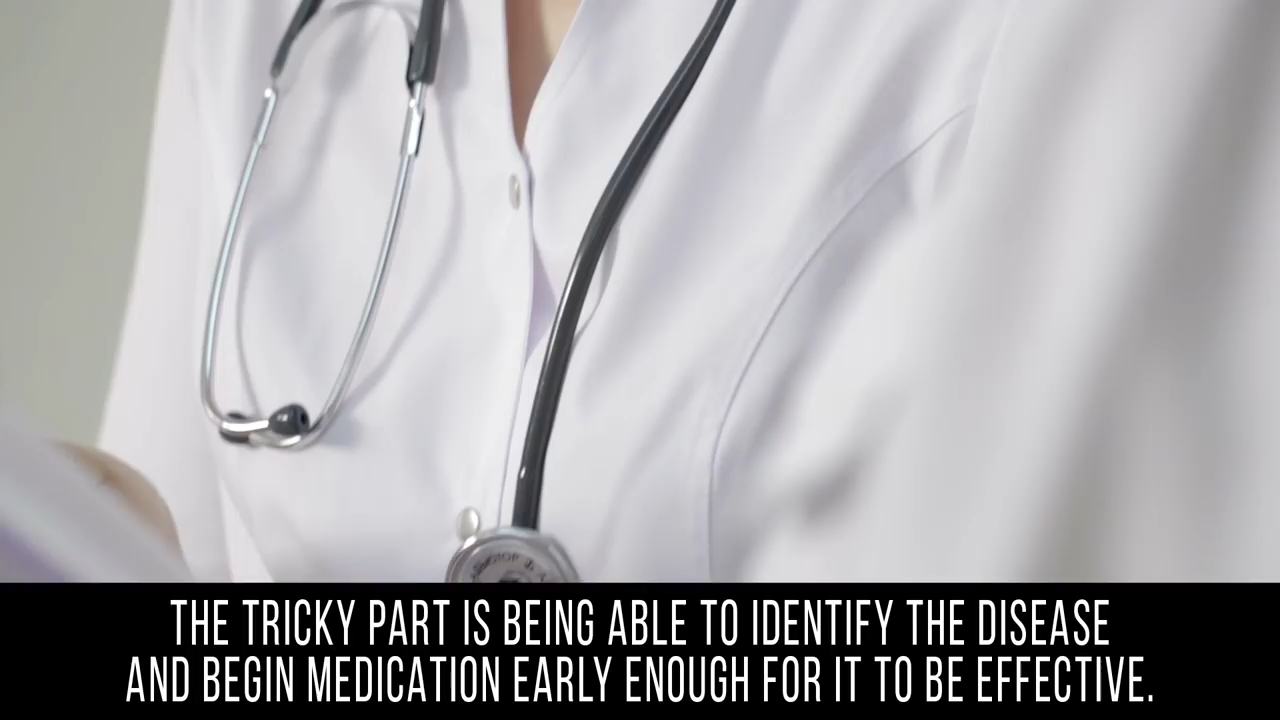 THE TRICKY PART IS BEING ABLE TO IDENTIFY THE DISEASE
AND BEGIN MEDICATION EARLY ENOUGH FOR IT TO BE EFFECTIVE.